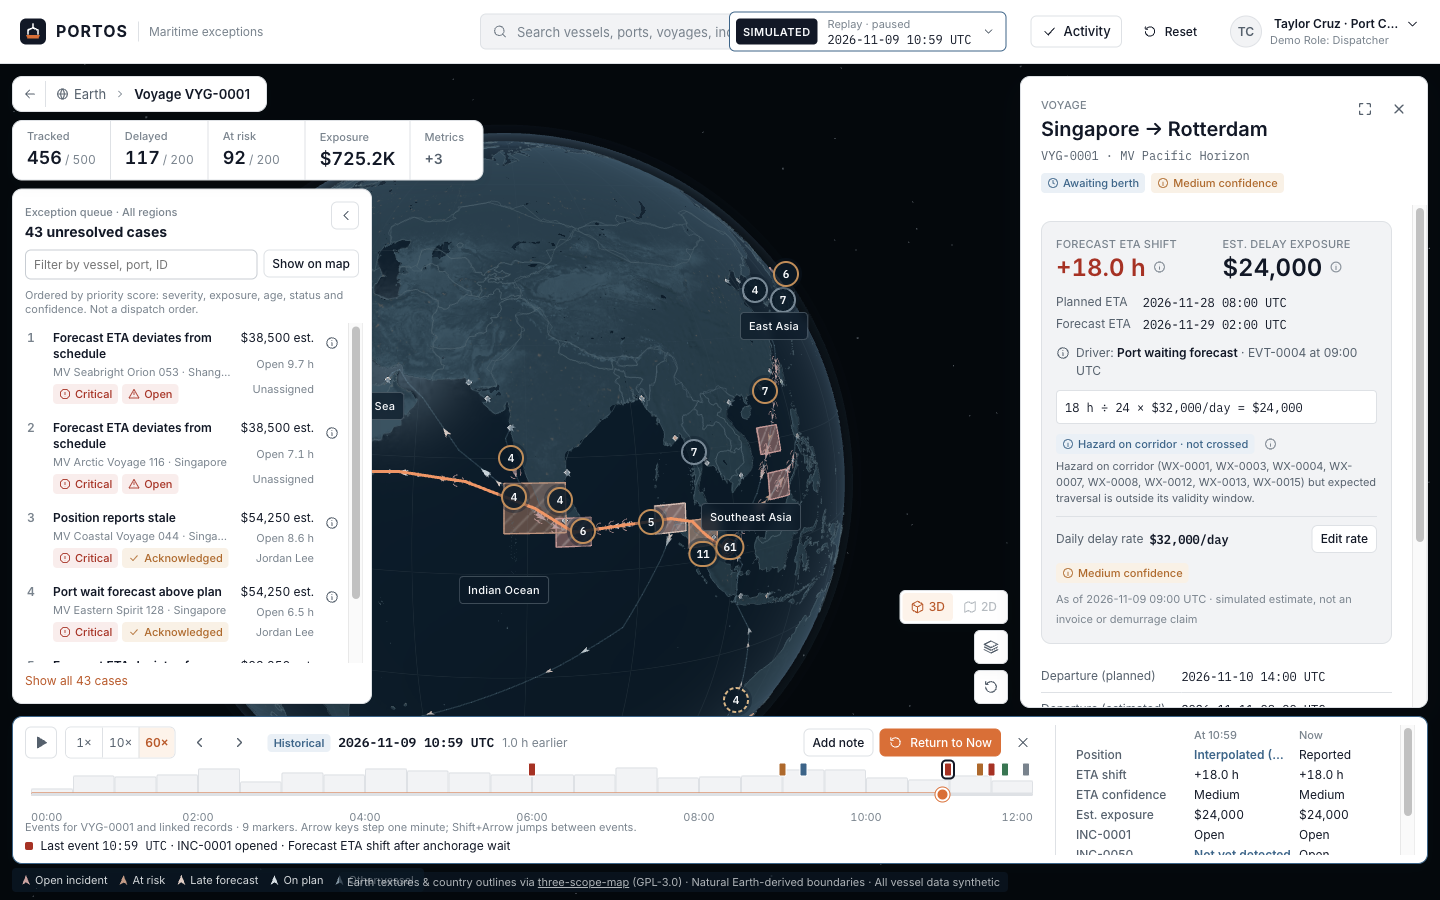 PORTOS
Maritime exceptions
Search vessels, ports, voyages, inc
SIMULATED
Replay · paused
2026-11-09 10:59 UTC
Activity
Reset
TC
Taylor Cruz · Port C...
Demo Role: Dispatcher
Earth
Voyage VYG-0001
Tracked
456 / 500
Delayed
117 / 200
At risk
92 / 200
Exposure
$725.2K
Metrics
+3
Exception queue · All regions
43 unresolved cases
Filter by vessel, port, ID
Show on map
Ordered by priority score: severity, exposure, age, status and
confidence. Not a dispatch order.
1
Forecast ETA deviates from
schedule
MV Seabright Orion 053 · Shang...
Critical
Open
$38,500 est.
Open 9.7 h
Unassigned
2
Forecast ETA deviates from
schedule
MV Arctic Voyage 116 · Singapore
Critical
Open
$38,500 est.
Open 7.1 h
Unassigned
3
Position reports stale
MV Coastal Voyage 044 · Singa...
Critical
Acknowledged
$54,250 est.
Open 8.6 h
Jordan Lee
4
Port wait forecast above plan
MV Eastern Spirit 128 · Singapore
Critical
Acknowledged
$54,250 est.
Open 6.5 h
Jordan Lee
Show all 43 cases
6
4
7
East Asia
7
Sea
7
4
4
4
6
5
Southeast Asia
11
61
Indian Ocean
4
3D
2D
VOYAGE
Singapore → Rotterdam
VYG-0001 · MV Pacific Horizon
Awaiting berth
Medium confidence
FORECAST ETA SHIFT
+18.0 h
EST. DELAY EXPOSURE
$24,000
Planned ETA 2026-11-28 08:00 UTC
Forecast ETA 2026-11-29 02:00 UTC
Driver: Port waiting forecast · EVT-0004 at 09:00
UTC
18 h ÷ 24 × $32,000/day = $24,000
Hazard on corridor · not crossed
Hazard on corridor (WX-0001, WX-0003, WX-0004, WX-
0007, WX-0008, WX-0012, WX-0013, WX-0015) but expected
traversal is outside its validity window.
Daily delay rate $32,000/day
Edit rate
Medium confidence
As of 2026-11-09 09:00 UTC · simulated estimate, not an
invoice or demurrage claim
Departure (planned) 2026-11-10 14:00 UTC
1×
10×
60×
Historical
2026-11-09 10:59 UTC
1.0 h earlier
Add note
Return to Now
00:00
02:00
04:00
06:00
08:00
10:00
12:00
Events for VYG-0001 and linked records · 9 markers. Arrow keys step one minute; Shift+Arrow jumps between events.
Last event 10:59 UTC · INC-0001 opened · Forecast ETA shift after anchorage wait
At 10:59
Now
Position
Interpolated (...
Reported
ETA shift
+18.0 h
+18.0 h
ETA confidence
Medium
Medium
Est. exposure
$24,000
$24,000
INC-0001
Open
Open
INC-0050
Not yet detected
Open
Open incident
At risk
Late forecast
On plan
Earth textures & country outlines via three-scope-map (GPL-3.0) · Natural Earth-derived boundaries · All vessel data synthetic